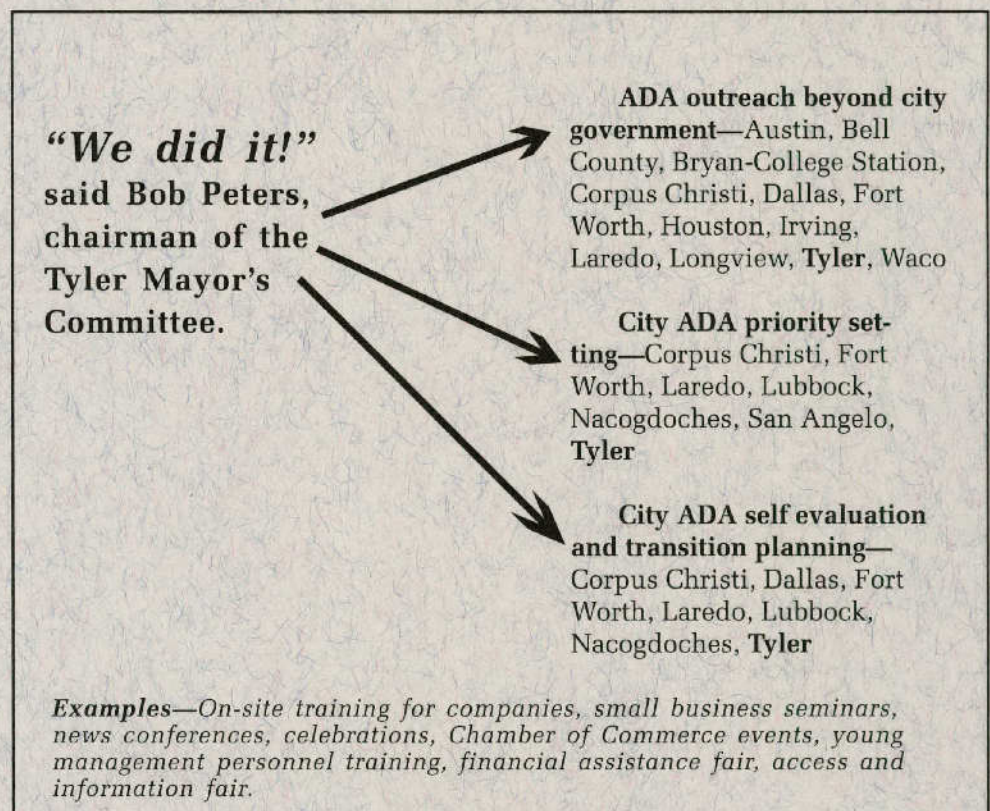 “We did it!”
said Bob Peters,
chairman of the
Tyler Mayor’s
Committee.
ADA outreach beyond city
government—Austin, Bell
County, Bryan-College Station,
Corpus Christi, Dallas, Fort
Worth, Houston, Irving,
Laredo, Longview, Tyler, Waco
City ADA priority set-
ting—Corpus Christi, Fort
Worth, Laredo, Lubbock,
Nacogdoches, San Angelo,
Tyler
City ADA self evaluation
and transition planning—
Corpus Christi, Dallas, Fort
Worth, Laredo, Lubbock,
Nacogdoches, Tyler
Examples—On-site training for companies, small business seminars,
news conferences, celebrations, Chamber of Commerce events, young
management personnel training, financial assistance fair, access and
information fair.